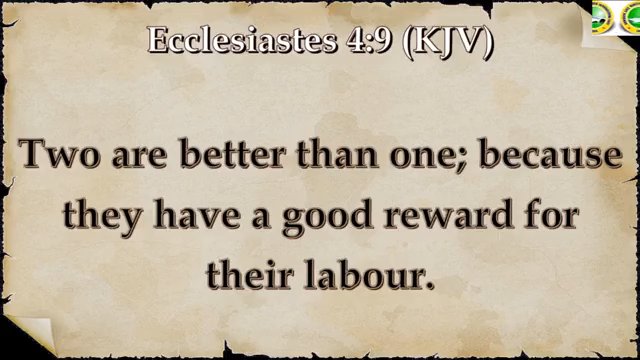 Ecclesiastes 4:9 (KJV)
Two are better than one; because
they have a good reward for
their labour.